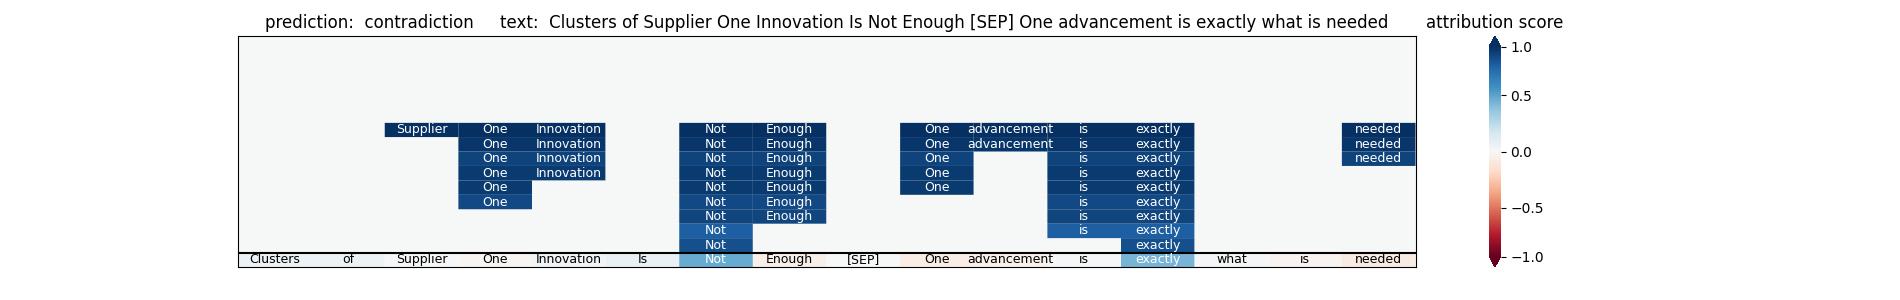 prediction: contradiction text: Clusters of Supplier One Innovation Is Not Enough [SEP] One advancement is exactly what is needed attribution score
Supplier One Innovation Not Enough One advancement is exactly needed
One Innovation Not Enough One advancement is exactly needed
One Innovation Not Enough One is exactly needed
One Innovation Not Enough One is exactly
One Not Enough One is exactly
One Not Enough is exactly
Not Enough is exactly
Not is exactly
Not exactly
Clusters of Supplier One Innovation Is Not Enough [SEP] One advancement is exactly what is needed
1.0
0.5
0.0
−0.5
−1.0